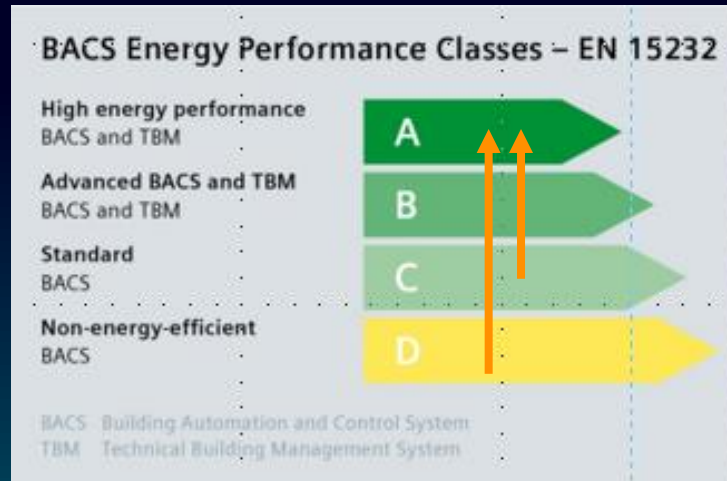 BACS Energy Performance Classes – EN 15232
High energy performance
BACS and TBM
A
Advanced BACS and TBM
BACS and TBM
B
Standard
BACS
C
Non-energy-efficient
BACS
D
BACS Building Automation and Control System
TBM Technical Building Management System